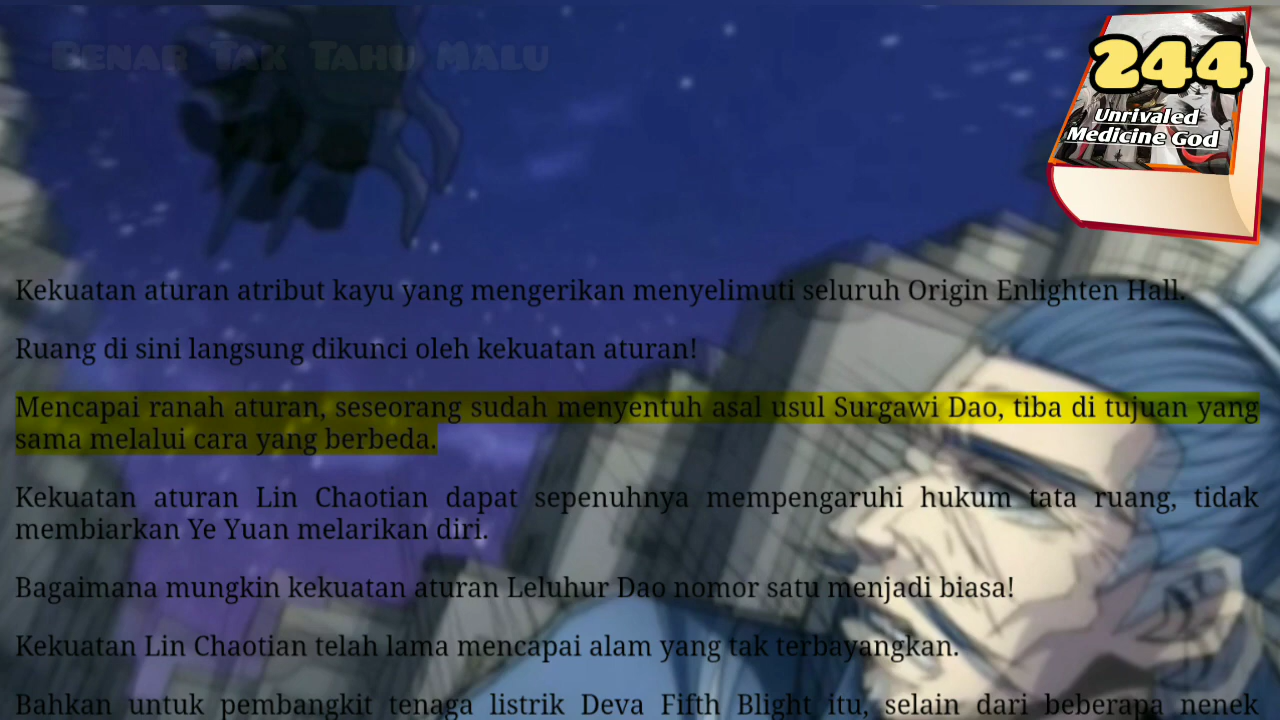 Benar Tak Tahu Malu
244
Unrivaled
Medicine God
Kekuatan aturan atribut kayu yang mengerikan menyelimuti seluruh Origin Enlighten Hall.
Ruang di sini langsung dikunci oleh kekuatan aturan!
Mencapai ranah aturan, seseorang sudah menyentuh asal usul Surgawi Dao, tiba di tujuan yang
sama melalui cara yang berbeda.
Kekuatan aturan Lin Chaotian dapat sepenuhnya mempengaruhi hukum tata ruang, tidak
membiarkan Ye Yuan melarikan diri.
Bagaimana mungkin kekuatan aturan Leluhur Dao nomor satu menjadi biasa!
Kekuatan Lin Chaotian telah lama mencapai alam yang tak terbayangkan.
Bahkan untuk pembangkit tenaga listrik Deva Fifth Blight itu, selain dari beberapa nenek